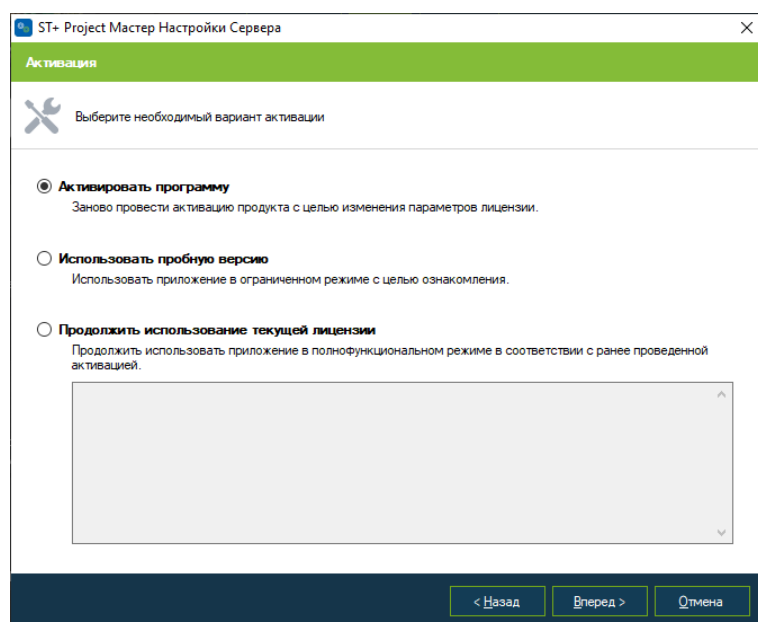 ST+ Project Мастер Настройки Сервера
Активация
Выберите необходимый вариант активации
Активировать программу
Заново провести активацию продукта с целью изменения параметров лицензии.
Использовать пробную версию
Использовать приложение в ограниченном режиме с целью ознакомления.
Продолжить использование текущей лицензии
Продолжить использовать приложение в полнофункциональном режиме в соответствии с ранее проведенной
активацией.
< Назад Вперед > Отмена